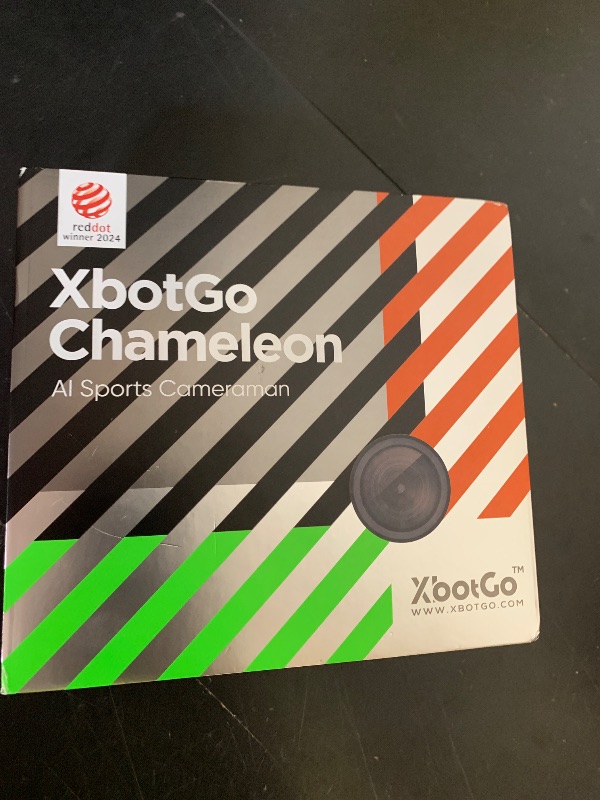 reddot
winner 2024
XbotGo
Chameleon
AI Sports Cameraman
XbotGo™
WWW.XBOTGO.COM